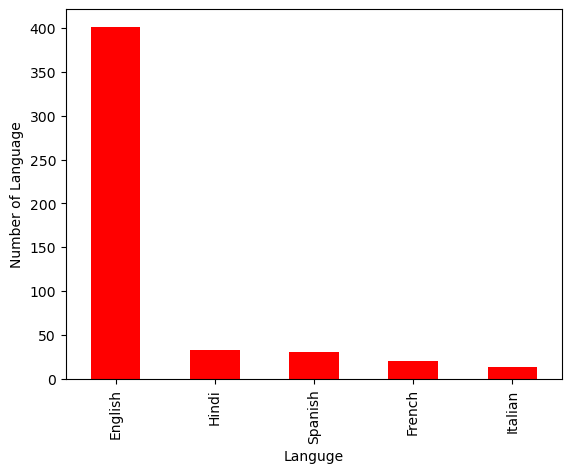 400
350
300
250
200
150
100
50
0
Number of Language
English
Hindi
Spanish
French
Italian
Languge